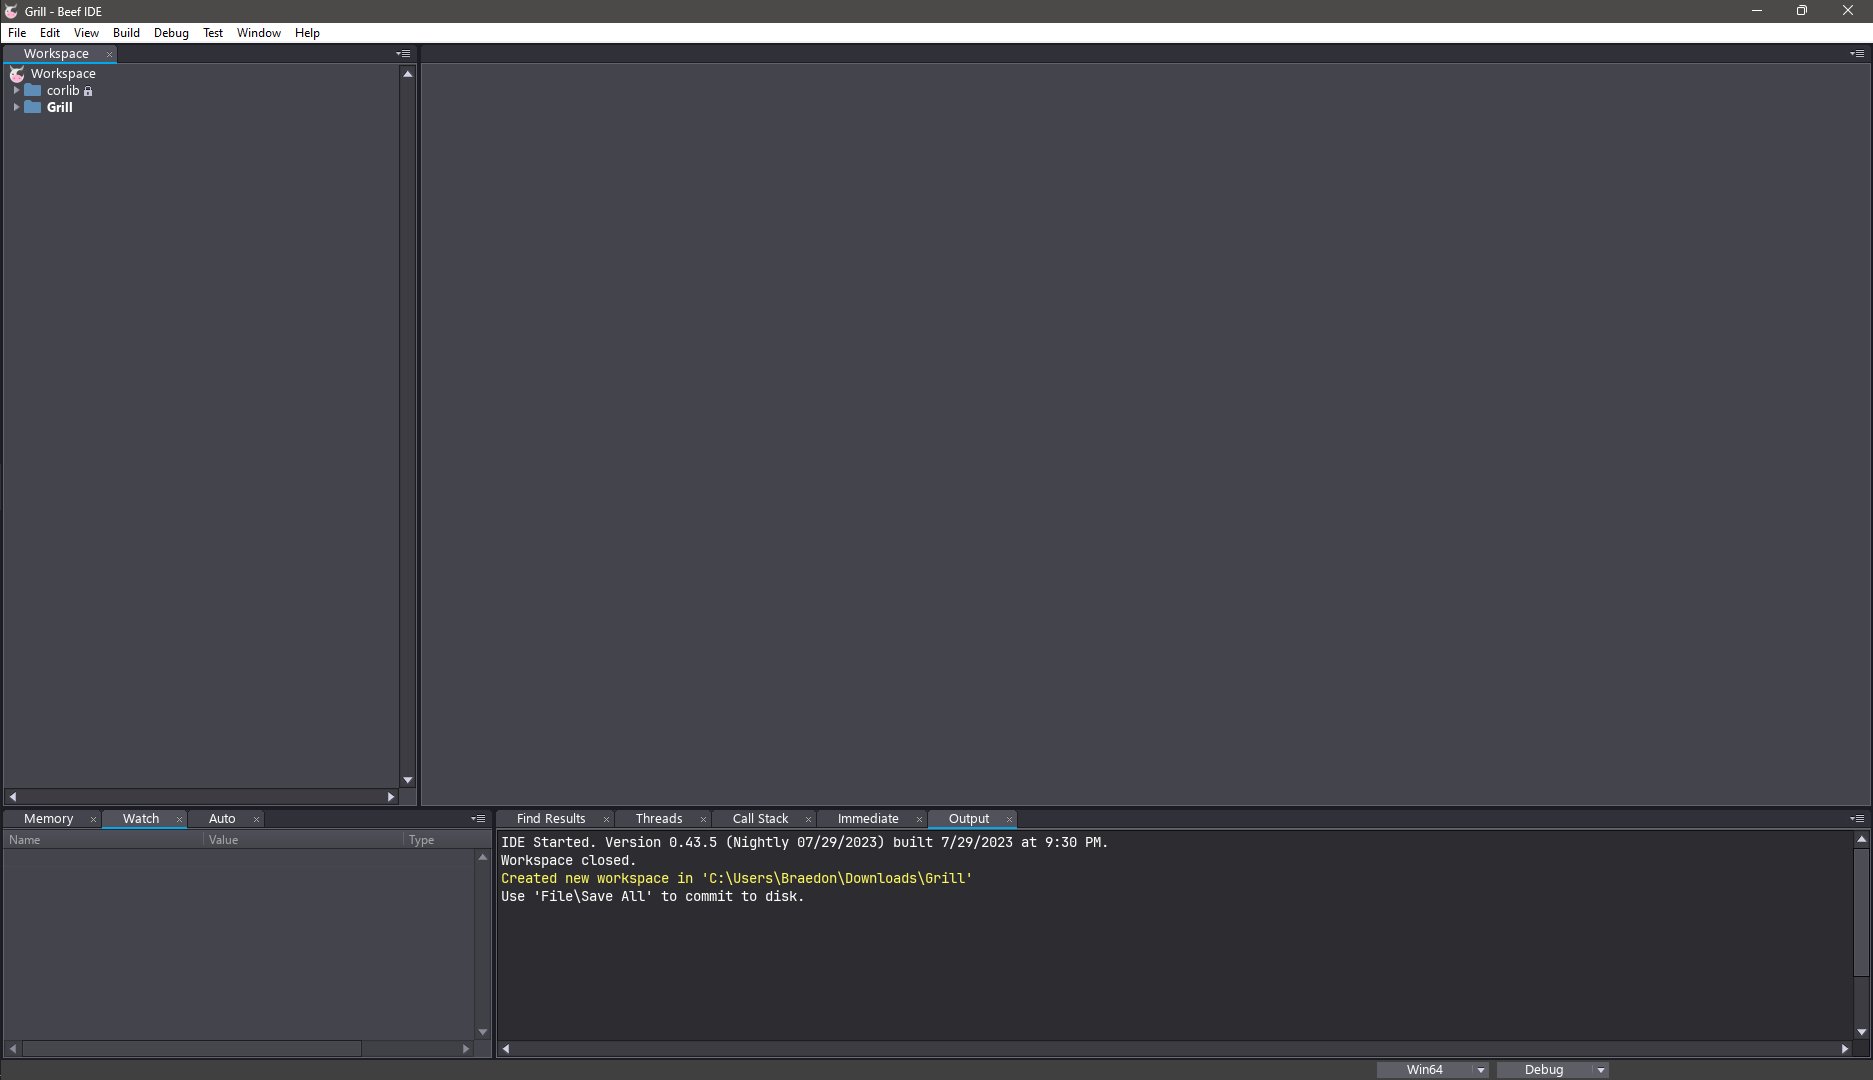 Grill - Beef IDE
File Edit View Build Debug Test Window Help
Workspace
Workspace
corlib
Grill
Memory Watch Auto
Name Value Type
Find Results Threads Call Stack Immediate Output
IDE Started. Version 0.43.5 (Nightly 07/29/2023) built 7/29/2023 at 9:30 PM.
Workspace closed.
Created new workspace in 'C:\Users\Braedon\Downloads\Grill'
Use 'File\Save All' to commit to disk.
Win64 Debug